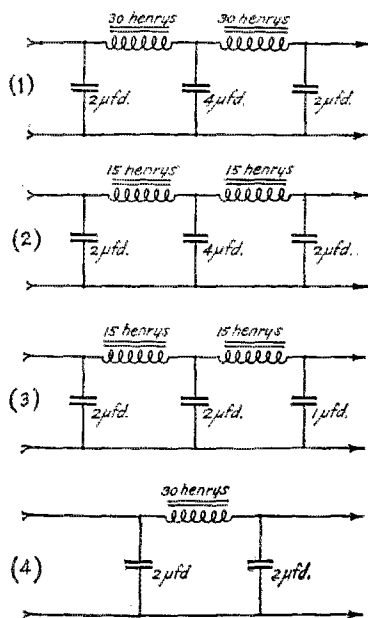 30 henrys 30 henrys
(1) 2µfd. 4µfd. 2µfd.
15 henrys 15 henrys
(2) 2µfd. 4µfd. 2µfd.
15 henrys 15 henrys
(3) 2µfd 2µfd. 1µfd.
30 henrys
(4) 2µfd 2µfd.